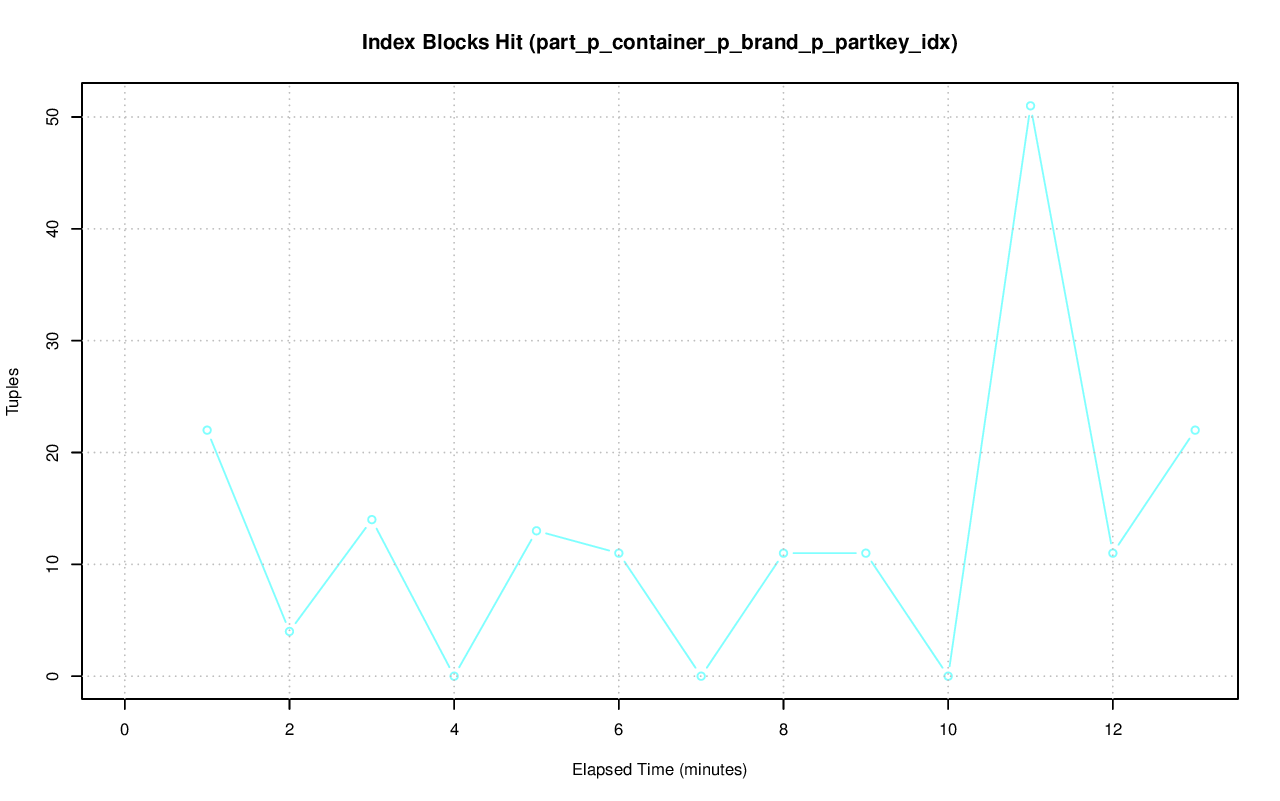 Index Blocks Hit (part_p_container_p_brand_p_partkey_idx)
Tuples
50
40
30
20
10
0
0 2 4 6 8 10 12
Elapsed Time (minutes)